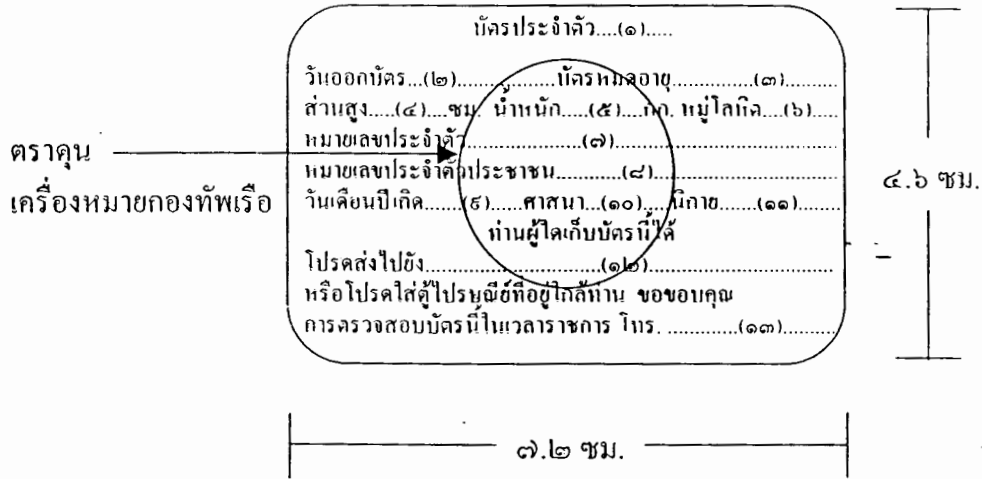 บัตรประจำตัว....(๑).....
วันออกบัตร...(๒)....................บัตรหมดอายุ................(๓).........
ส่วนสูง.....(๔)....ซม. น้ำหนัก.....(๕)....กก. หมู่โลหิต....(๖).....
หมายเลขประจำตัว......................(๗)........................................
หมายเลขประจำตัวประชาชน............(๘)................................
วันเดือนปีเกิด.......(๙)......ศาสนา...(๑๐).....นิกาย.......(๑๑)........
ท่านผู้ใดเก็บบัตรนี้ได้
โปรดส่งไปยัง..................................(๑๒)................................
หรือโปรดใส่ตู้ไปรษณีย์ที่อยู่ใกล้ท่าน ขอขอบคุณ
การตรวจสอบบัตรนี้ในเวลาราชการ โทร. ............(๑๓).........
ตราดุน
เครื่องหมายกองทัพเรือ
๔.๖ ซม.
๗.๒ ซม.